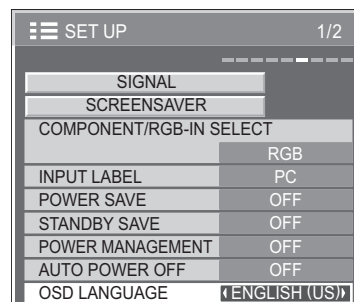 SET UP 1/2
SIGNAL
SCREENSAVER
COMPONENT/RGB-IN SELECT
RGB
INPUT LABEL PC
POWER SAVE OFF
STANDBY SAVE OFF
POWER MANAGEMENT OFF
AUTO POWER OFF OFF
OSD LANGUAGE ENGLISH (US)